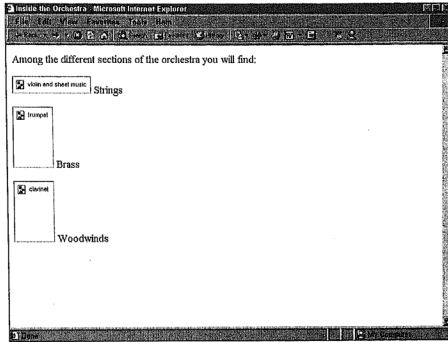 Inside the Orchestra - Microsoft Internet Explorer
File Edit View Favorites Tools Help
Among the different sections of the orchestra you will find:
violin and sheet music Strings
trumpet
Brass
clarinet
Woodwinds
Done
My Computer